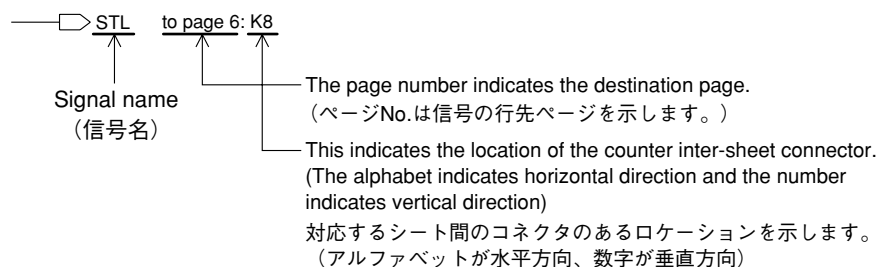 STL to page 6: K8
Signal name
（信号名）
The page number indicates the destination page.
（ページNo.は信号の行先ページを示します。）
This indicates the location of the counter inter-sheet connector.
(The alphabet indicates horizontal direction and the number
indicates vertical direction)
対応するシート間のコネクタのあるロケーションを示します。
（アルファベットが水平方向、数字が垂直方向）